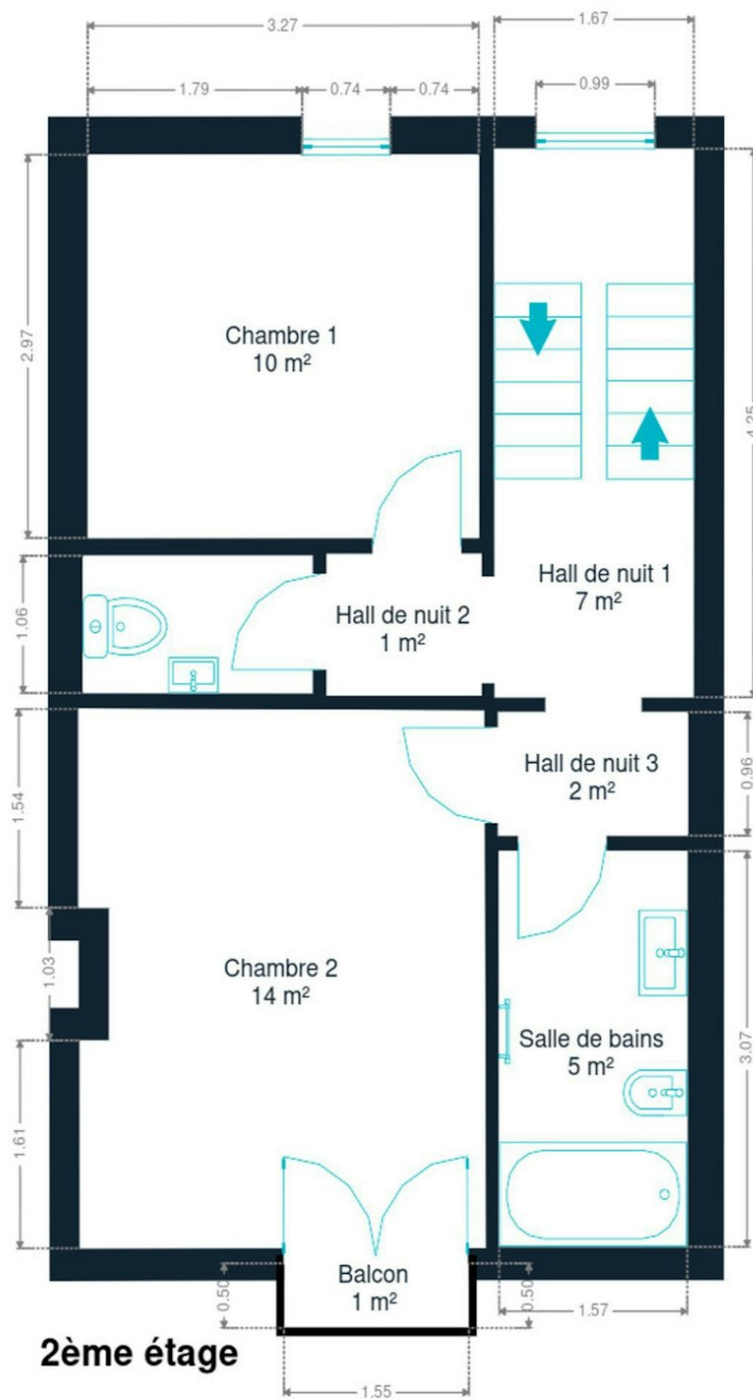 3.27
1.67
1.79
0.74
0.74
0.99
Chambre 1
10 m²
2.97
4.25
Hall de nuit 1
7 m²
Hall de nuit 2
1 m²
1.06
Hall de nuit 3
2 m²
0.96
1.54
Chambre 2
14 m²
1.03
Salle de bains
5 m²
3.07
1.61
Balcon
1 m²
0.50
0.50
1.57
2ème étage
1.55